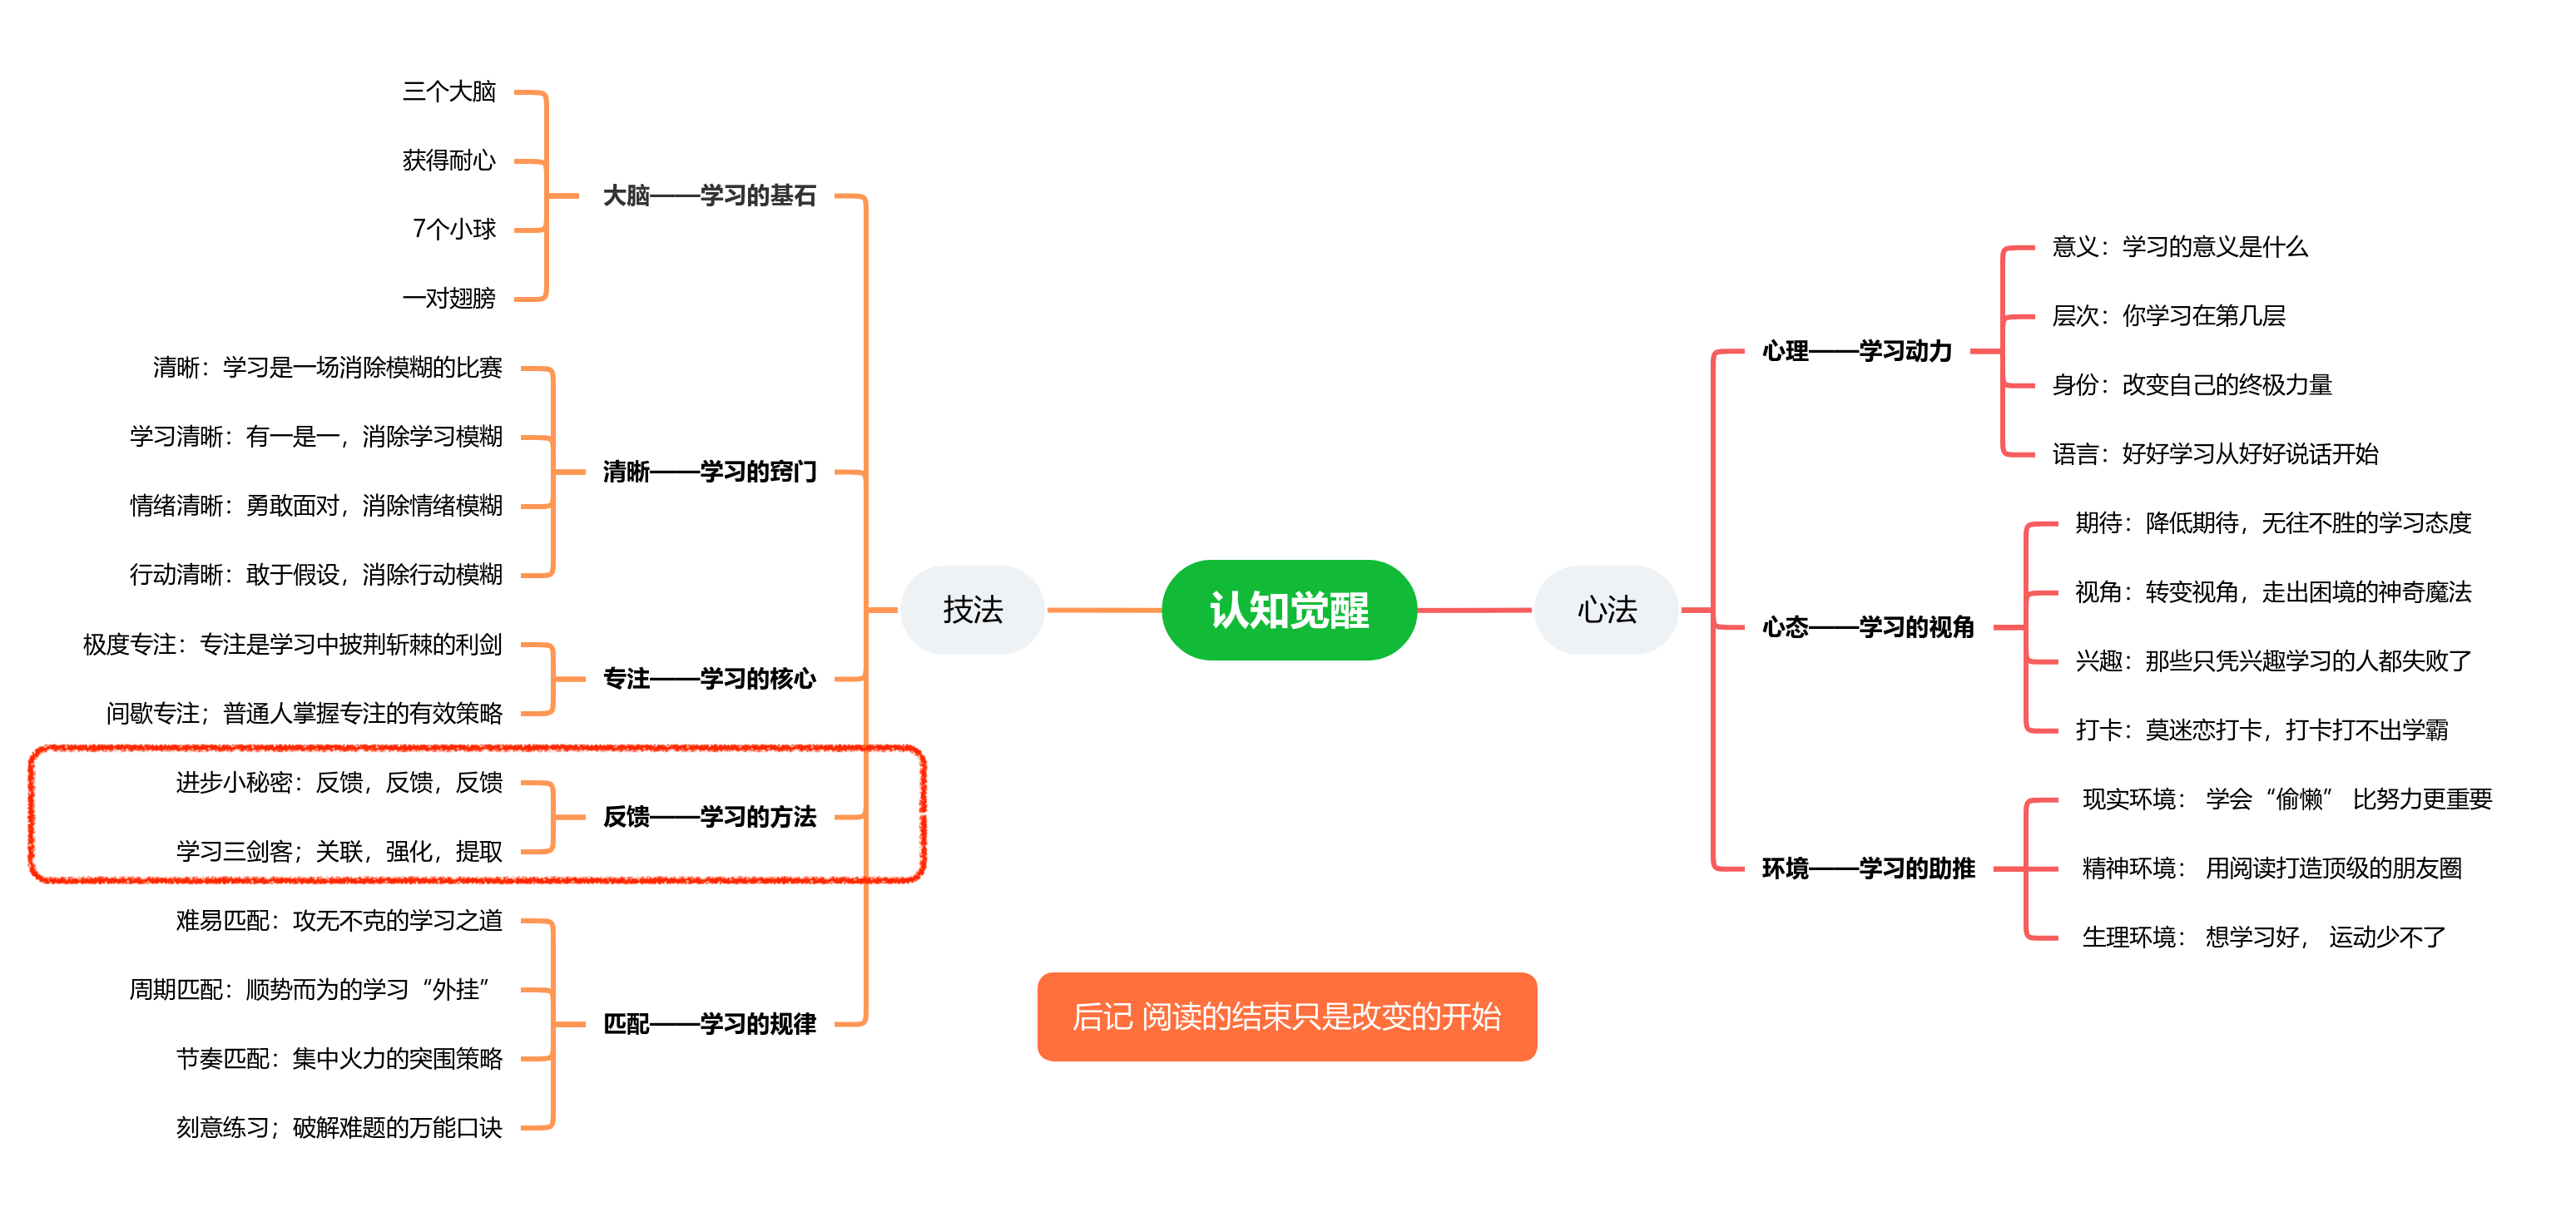 认知觉醒
技法
大脑——学习的基石
三个大脑
获得耐心
7个小球
一对翅膀
清晰——学习的窍门
清晰：学习是一场消除模糊的比赛
学习清晰：有一是一，消除学习模糊
情绪清晰：勇敢面对，消除情绪模糊
行动清晰：敢于假设，消除行动模糊
专注——学习的核心
极度专注：专注是学习中披荆斩棘的利剑
间歇专注；普通人掌握专注的有效策略
反馈——学习的方法
进步小秘密：反馈，反馈，反馈
学习三剑客；关联，强化，提取
匹配——学习的规律
难易匹配：攻无不克的学习之道
周期匹配：顺势而为的学习“外挂”
节奏匹配：集中火力的突围策略
刻意练习；破解难题的万能口诀
心法
心理——学习动力
意义：学习的意义是什么
层次：你学习在第几层
身份：改变自己的终极力量
语言：好好学习从好好说话开始
心态——学习的视角
期待：降低期待，无往不胜的学习态度
视角：转变视角，走出困境的神奇魔法
兴趣：那些只凭兴趣学习的人都失败了
打卡：莫迷恋打卡，打卡打不出学霸
环境——学习的助推
现实环境： 学会“偷懒” 比努力更重要
精神环境： 用阅读打造顶级的朋友圈
生理环境： 想学习好， 运动少不了
后记 阅读的结束只是改变的开始